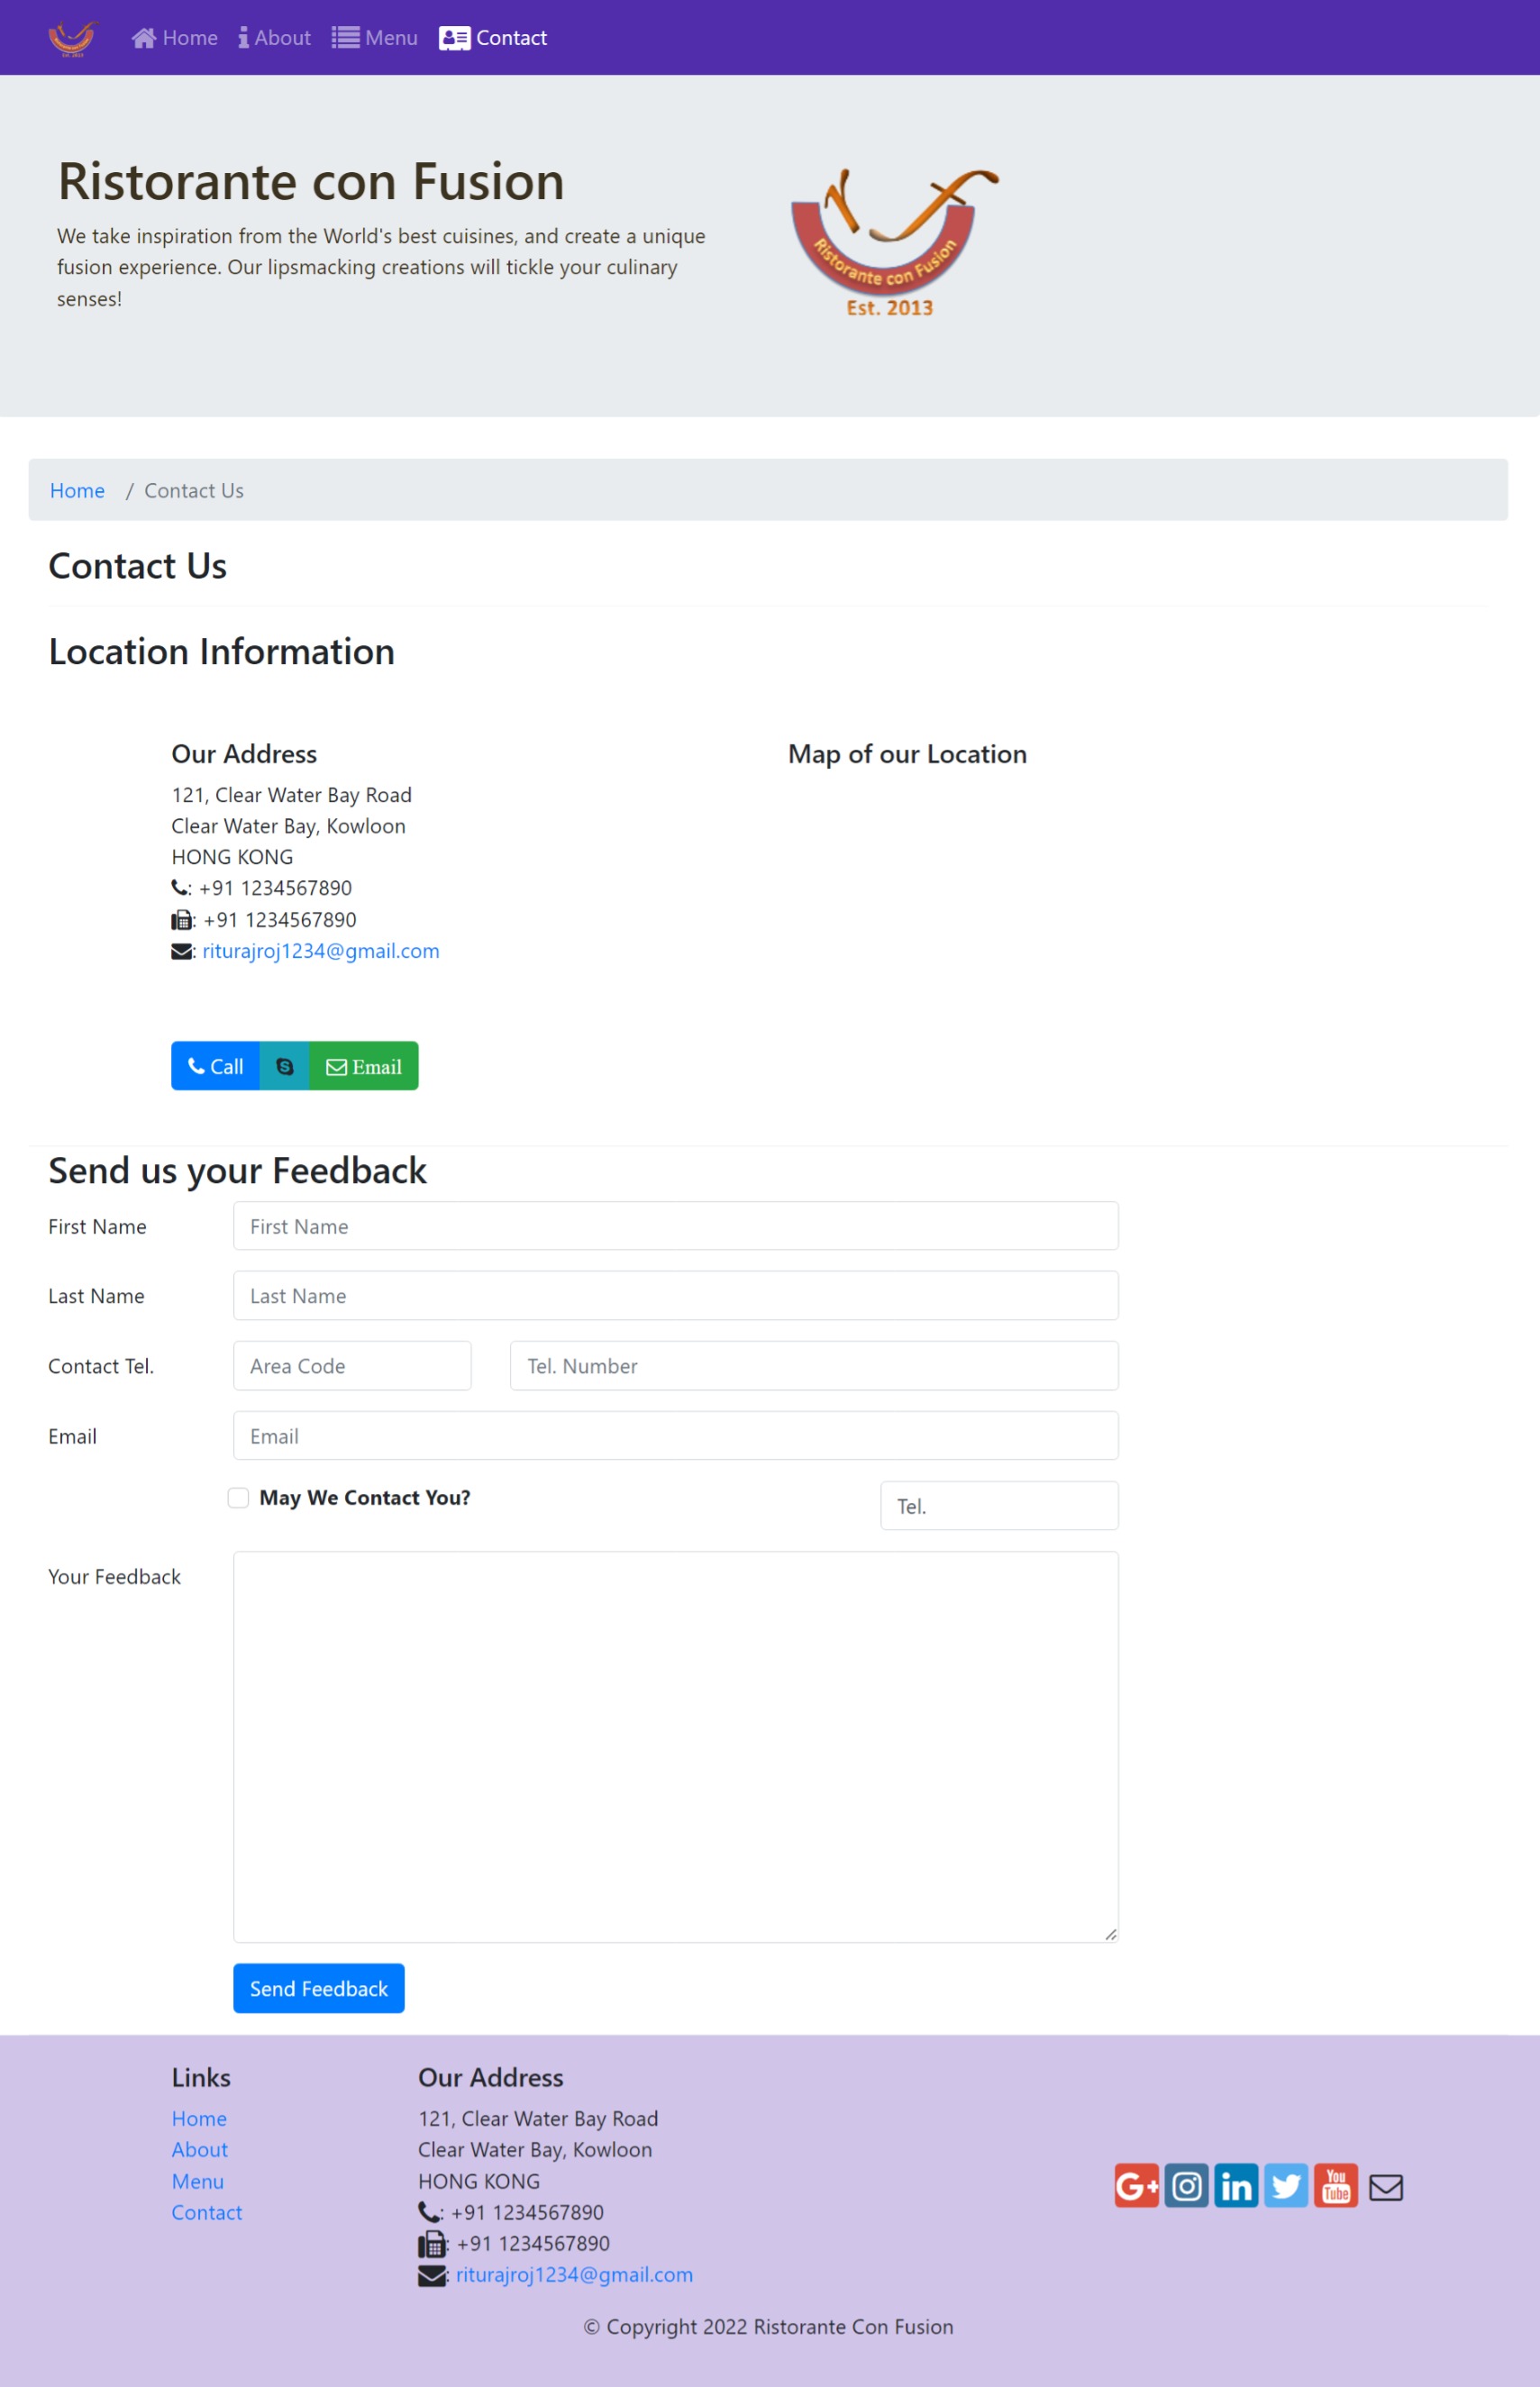 Home
About
Menu
Contact
Ristorante con Fusion
We take inspiration from the World's best cuisines, and create a unique
fusion experience. Our lipsmacking creations will tickle your culinary
senses!
Ristorante con Fusion
Est. 2013
Home / Contact Us
Contact Us
Location Information
Our Address
121, Clear Water Bay Road
Clear Water Bay, Kowloon
HONG KONG
: +91 1234567890
: +91 1234567890
: riturajroj1234@gmail.com
Map of our Location
Call
Email
Send us your Feedback
First Name
First Name
Last Name
Last Name
Contact Tel.
Area Code
Tel. Number
Email
Email
May We Contact You?
Tel.
Your Feedback
Send Feedback
Links
Home
About
Menu
Contact
Our Address
121, Clear Water Bay Road
Clear Water Bay, Kowloon
HONG KONG
: +91 1234567890
: +91 1234567890
: riturajroj1234@gmail.com
G+
in
You
Tube
© Copyright 2022 Ristorante Con Fusion